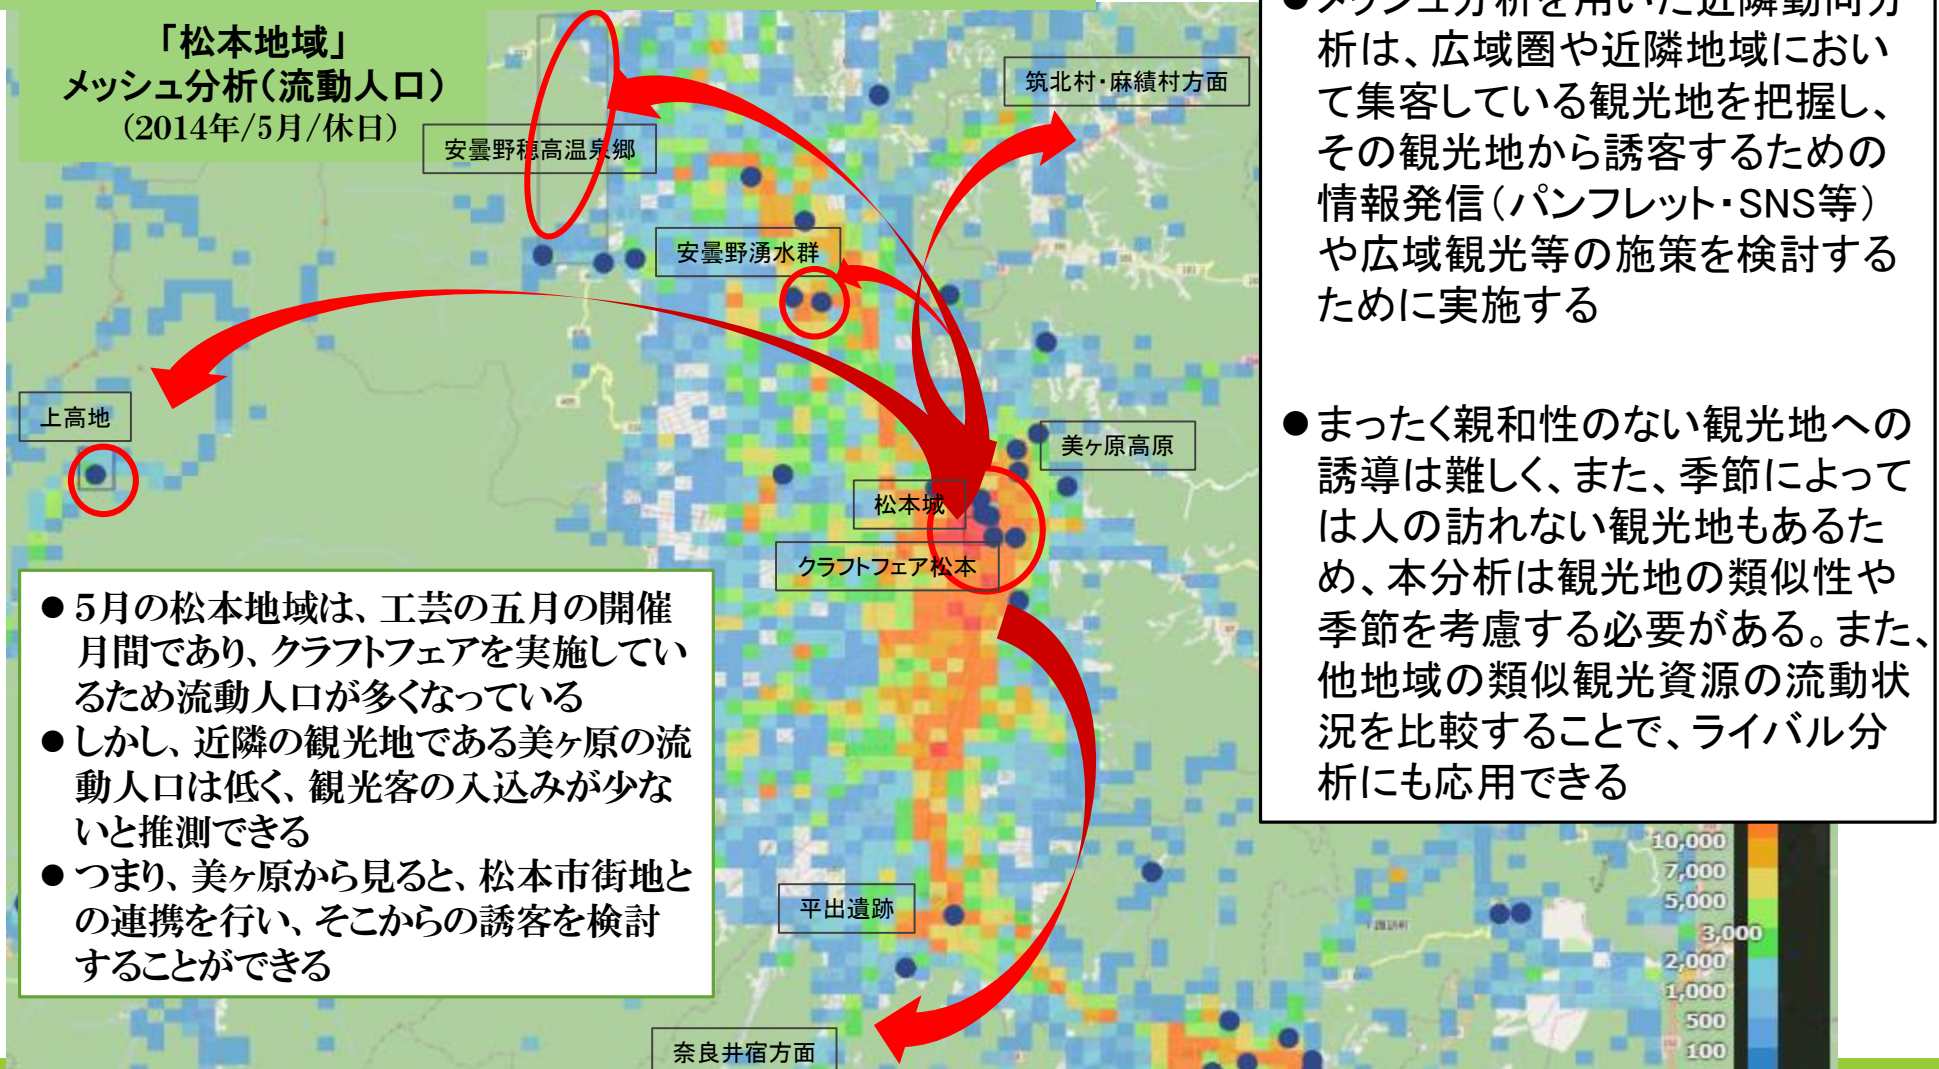 「松本地域」
メッシュ分析（流動人口）
（2014年/5月/休日）
安曇野穂高温泉郷
筑北村・麻績村方面
安曇野湧水群
上高地
美ヶ原高原
松本城
クラフトフェア松本
平出遺跡
奈良井宿方面
●5月の松本地域は、工芸の五月の開催
月間であり、クラフトフェアを実施してい
るため流動人口が多くなっている
●しかし、近隣の観光地である美ヶ原の流
動人口は低く、観光客の入込みが少な
いと推測できる
●つまり、美ヶ原から見ると、松本市街地と
の連携を行い、そこからの誘客を検討
することができる
●メッシュ分析を用いた近隣動向分
析は、広域圏や近隣地域におい
て集客している観光地を把握し、
その観光地から誘客するための
情報発信（パンフレット・SNS等）
や広域観光等の施策を検討する
ために実施する
●まったく親和性のない観光地への
誘導は難しく、また、季節によって
は人の訪れない観光地もあるた
め、本分析は観光地の類似性や
季節を考慮する必要がある。また、
他地域の類似観光資源の流動状
況を比較することで、ライバル分
析にも応用できる
10,000
7,000
5,000
3,000
2,000
1,000
500
100